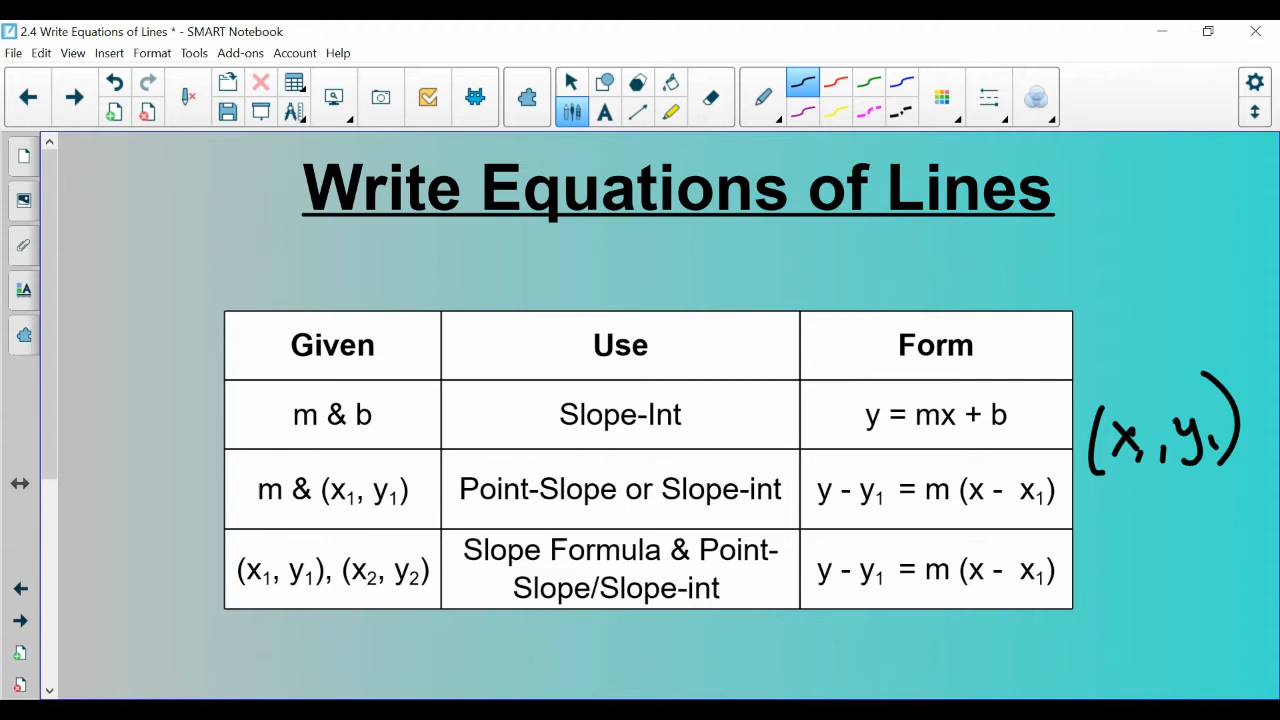 2.4 Write Equations of Lines * - SMART Notebook
File Edit View Insert Format Tools Add-ons Account Help
Write Equations of Lines
Given Use Form
m & b Slope-Int y = mx + b
(x₁, y₁)
m & (x₁, y₁) Point-Slope or Slope-int y - y₁ = m (x - x₁)
(x₁, y₁), (x₂, y₂) Slope Formula & Point-
Slope/Slope-int y - y₁ = m (x - x₁)